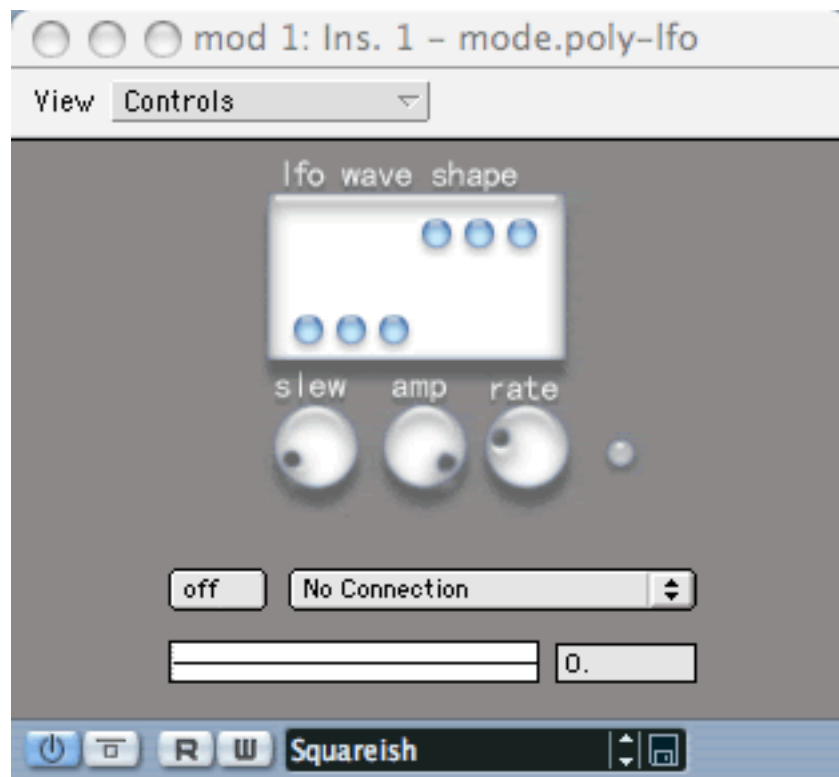 mod 1: Ins. 1 – mode.poly-lfo
View Controls
lfo wave shape
slew amp rate
off No Connection
0.
R W Squareish